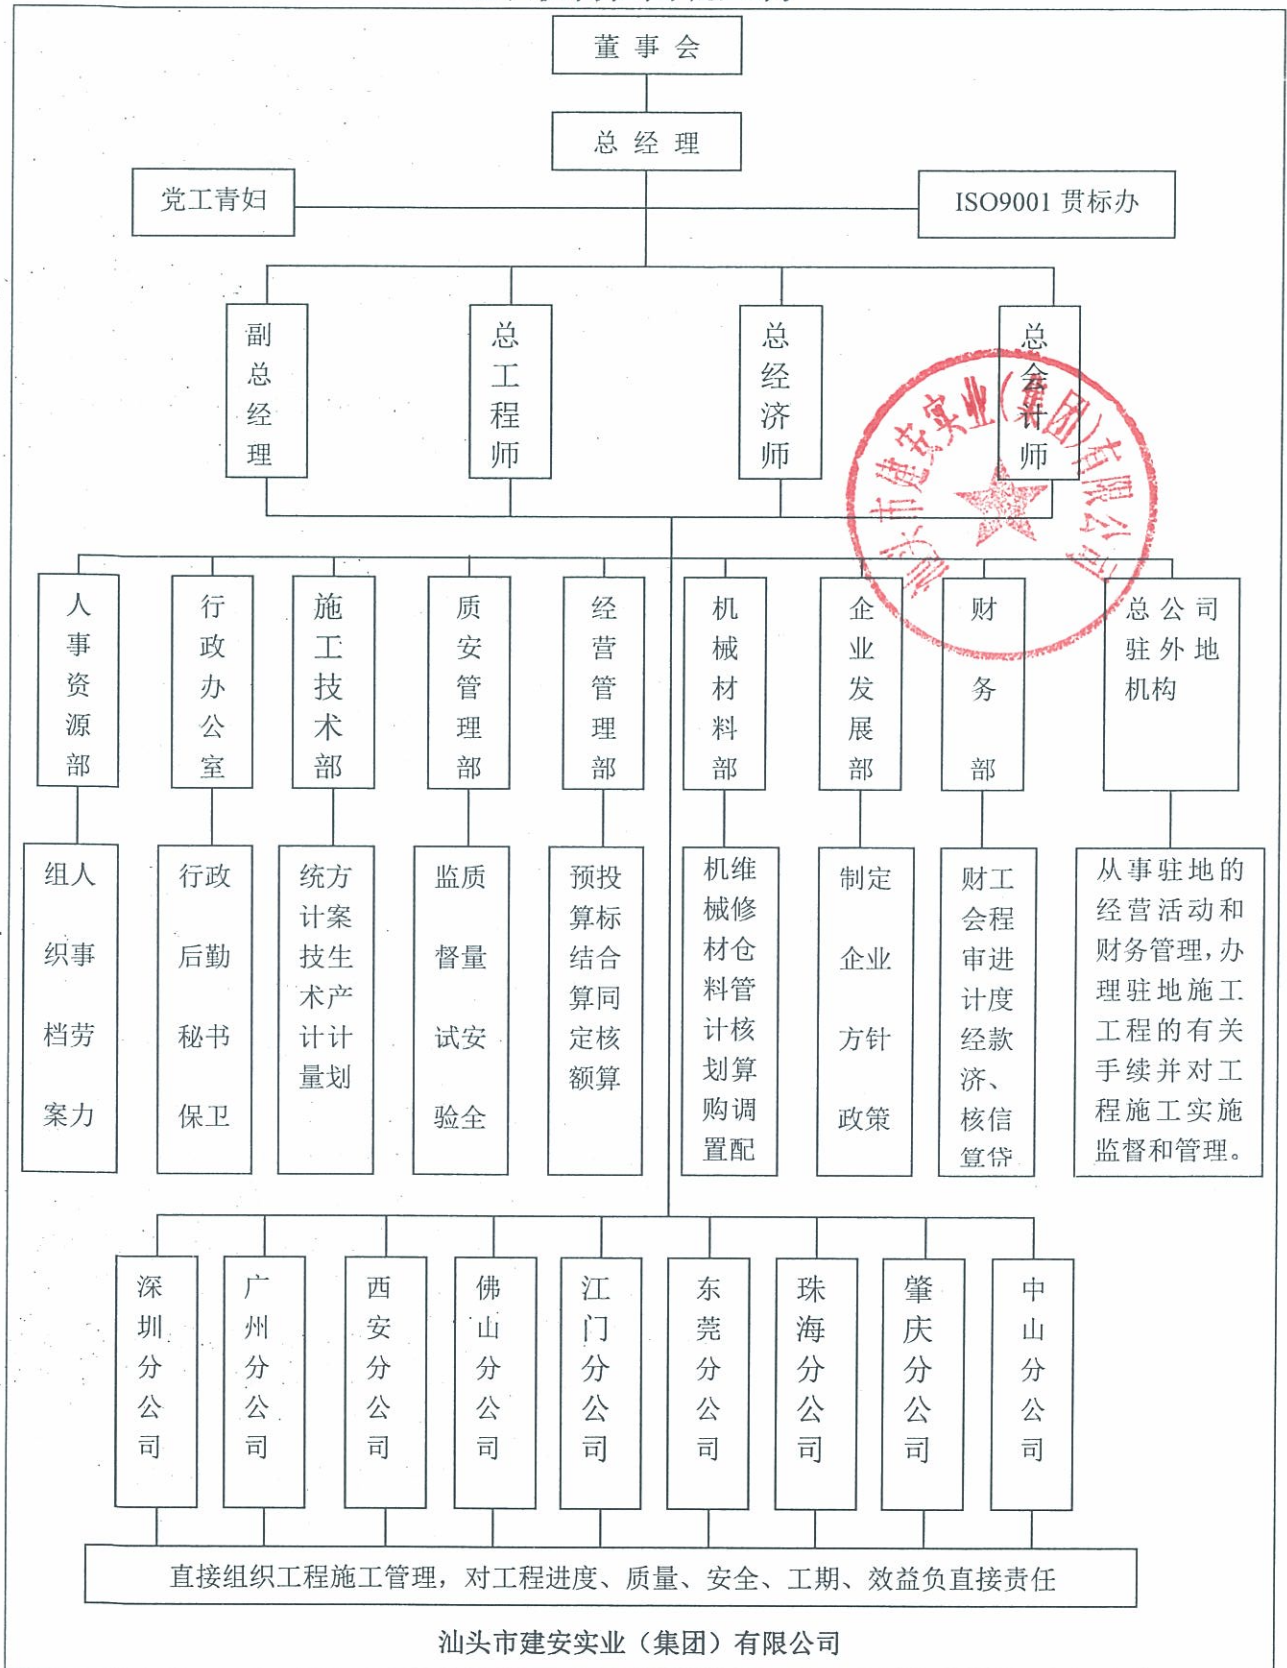 董事会
总经理
党工青妇
ISO9001 贯标办
副总经理
总工程师
总经济师
总会计师
汕头市建安实业(集团)有限公司
人事资源部
行政办公室
施工技术部
质安管理部
经营管理部
机械材料部
企业发展部
财务部
总公司
驻外地
机构
组织档案
人事劳力
行政
后勤
秘书
保卫
统计技术计量
方案生产计划
监督试验
质量安全
预算结算定额
投标合同核算
机械材料计划购置
维修仓管核算调配
制定
企业
方针
政策
财会审计经济核算
工程进度款、信贷
从事驻地的
经营活动和
财务管理,办
理驻地施工
工程的有关
手续并对工
程施工实施
监督和管理。
深圳分公司
广州分公司
西安分公司
佛山分公司
江门分公司
东莞分公司
珠海分公司
肇庆分公司
中山分公司
直接组织工程施工管理，对工程进度、质量、安全、工期、效益负直接责任
汕头市建安实业（集团）有限公司